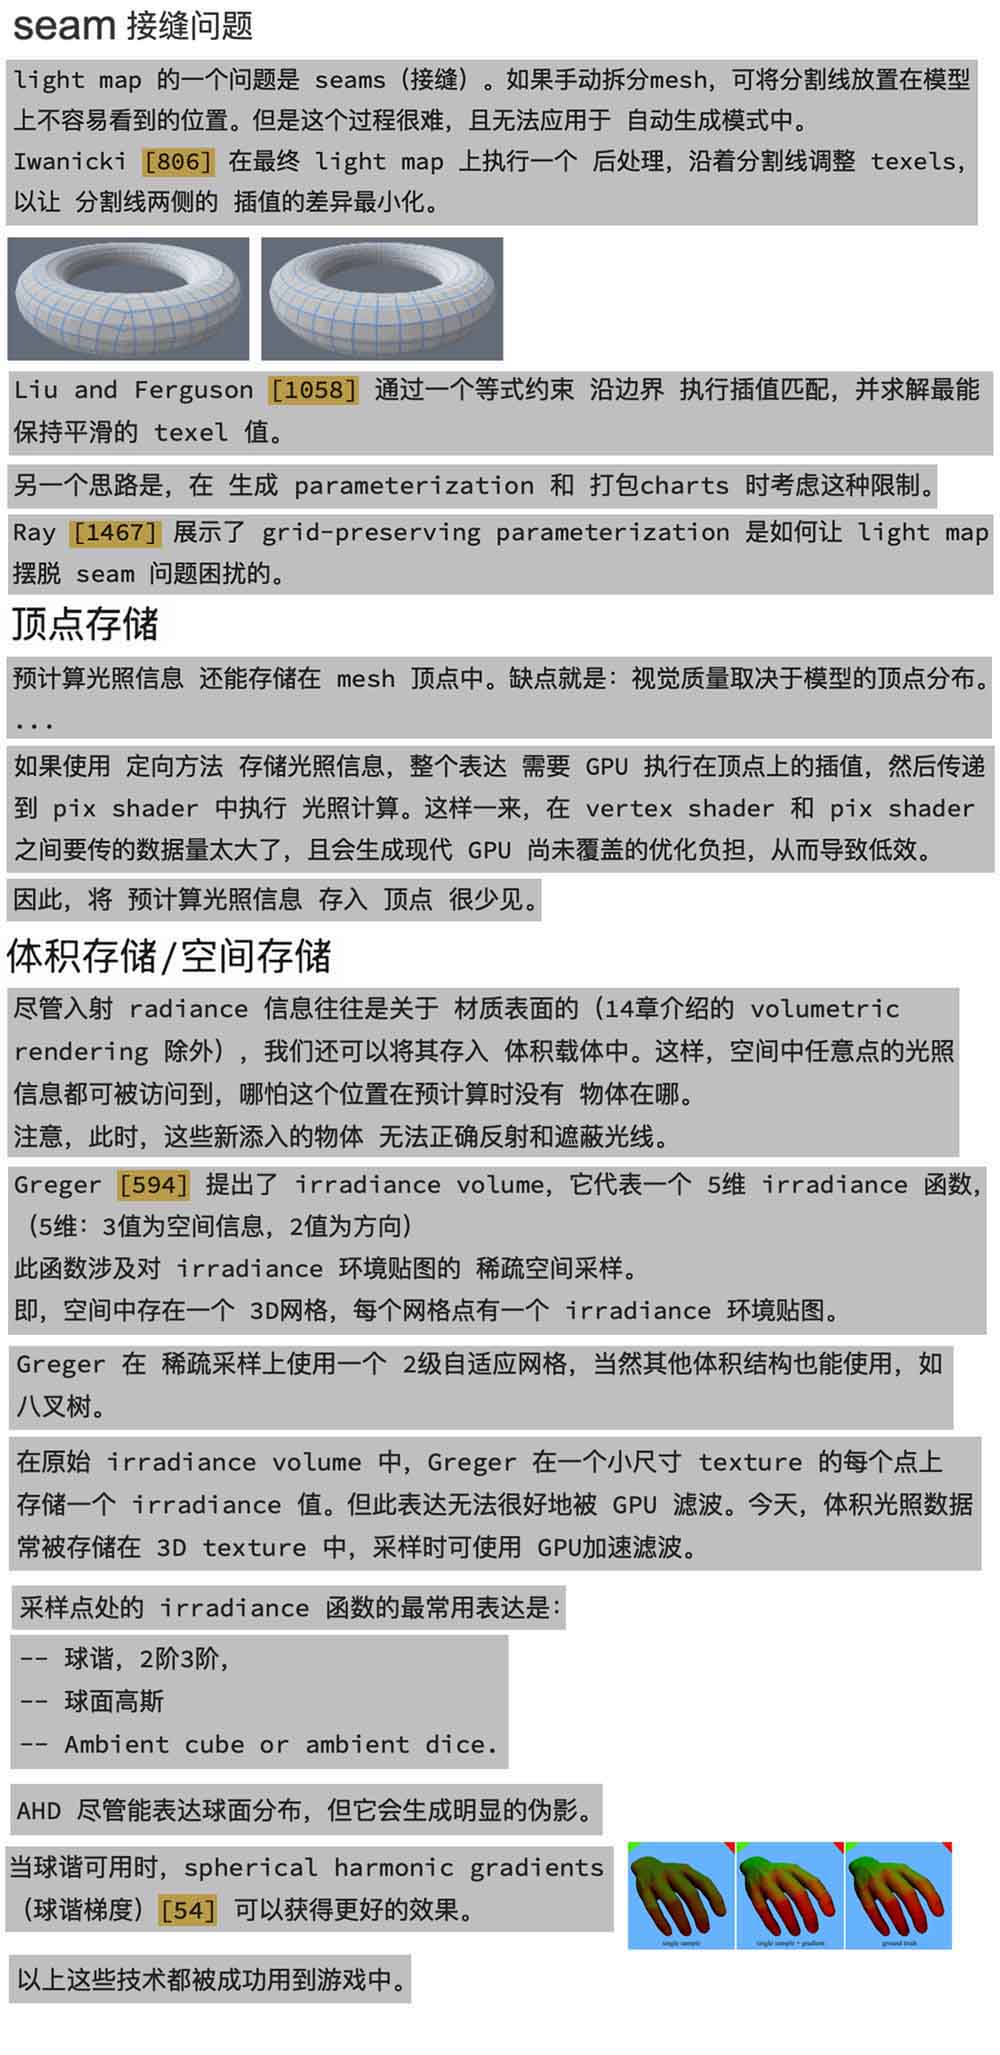 seam 接缝问题
light map 的一个问题是 seams（接缝）。如果手动拆分mesh，可将分割线放置在模型
上不容易看到的位置。但是这个过程很难，且无法应用于 自动生成模式中。
Iwanicki [806] 在最终 light map 上执行一个 后处理，沿着分割线调整 texels，
以让 分割线两侧的 插值的差异最小化。
Liu and Ferguson [1058] 通过一个等式约束 沿边界 执行插值匹配，并求解最能
保持平滑的 texel 值。
另一个思路是，在 生成 parameterization 和 打包charts 时考虑这种限制。
Ray [1467] 展示了 grid-preserving parameterization 是如何让 light map
摆脱 seam 问题困扰的。
顶点存储
预计算光照信息 还能存储在 mesh 顶点中。缺点就是：视觉质量取决于模型的顶点分布。
...
如果使用 定向方法 存储光照信息，整个表达 需要 GPU 执行在顶点上的插值，然后传递
到 pix shader 中执行 光照计算。这样一来，在 vertex shader 和 pix shader
之间要传的数据量太大了，且会生成现代 GPU 尚未覆盖的优化负担，从而导致低效。
因此，将 预计算光照信息 存入 顶点 很少见。
体积存储/空间存储
尽管入射 radiance 信息往往是关于 材质表面的（14章介绍的 volumetric
rendering 除外），我们还可以将其存入 体积载体中。这样，空间中任意点的光照
信息都可被访问到，哪怕这个位置在预计算时没有 物体在哪。
注意，此时，这些新添入的物体 无法正确反射和遮蔽光线。
Greger [594] 提出了 irradiance volume，它代表一个 5维 irradiance 函数，
（5维：3值为空间信息，2值为方向）
此函数涉及对 irradiance 环境贴图的 稀疏空间采样。
即，空间中存在一个 3D网格，每个网格点有一个 irradiance 环境贴图。
Greger 在 稀疏采样上使用一个 2级自适应网格，当然其他体积结构也能使用，如
八叉树。
在原始 irradiance volume 中，Greger 在一个小尺寸 texture 的每个点上
存储一个 irradiance 值。但此表达无法很好地被 GPU 滤波。今天，体积光照数据
常被存储在 3D texture 中，采样时可使用 GPU加速滤波。
采样点处的 irradiance 函数的最常用表达是：
-- 球谐，2阶3阶，
-- 球面高斯
-- Ambient cube or ambient dice.
AHD 尽管能表达球面分布，但它会生成明显的伪影。
当球谐可用时，spherical harmonic gradients
（球谐梯度）[54] 可以获得更好的效果。
single sample
single sample + gradient
ground truth
以上这些技术都被成功用到游戏中。